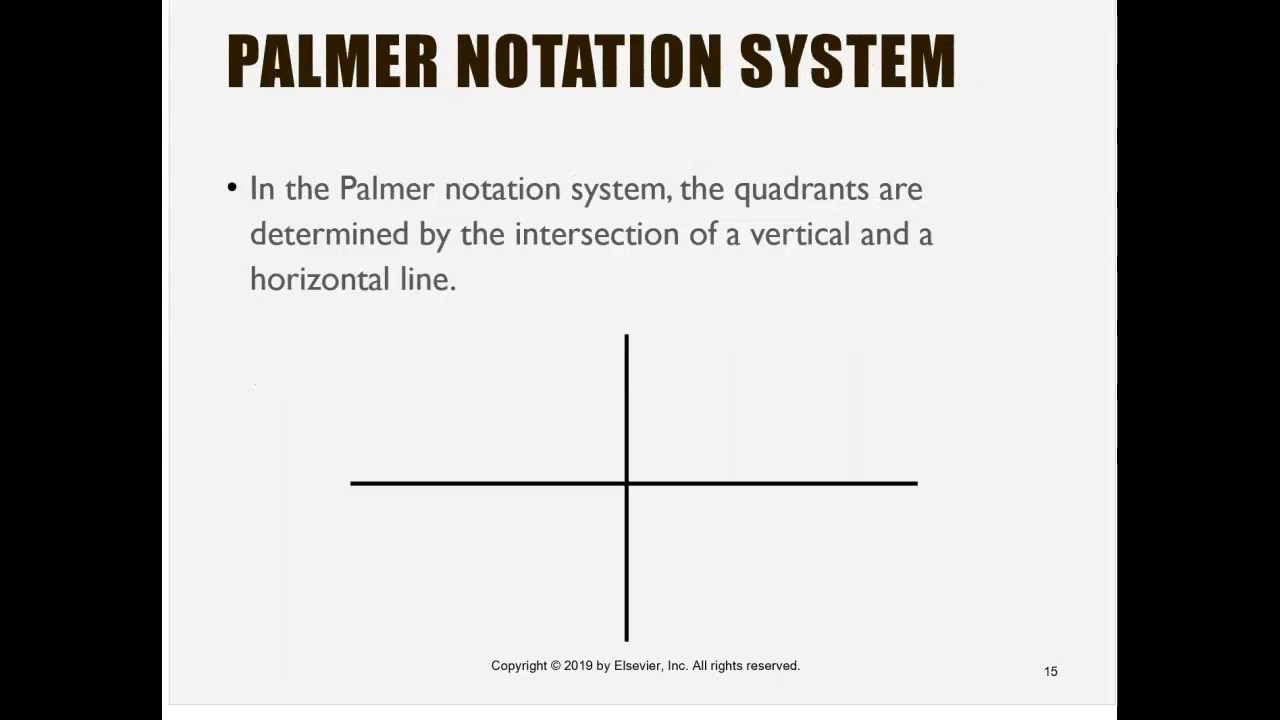 PALMER NOTATION SYSTEM
• In the Palmer notation system, the quadrants are
determined by the intersection of a vertical and a
horizontal line.
Copyright © 2019 by Elsevier, Inc. All rights reserved.
15